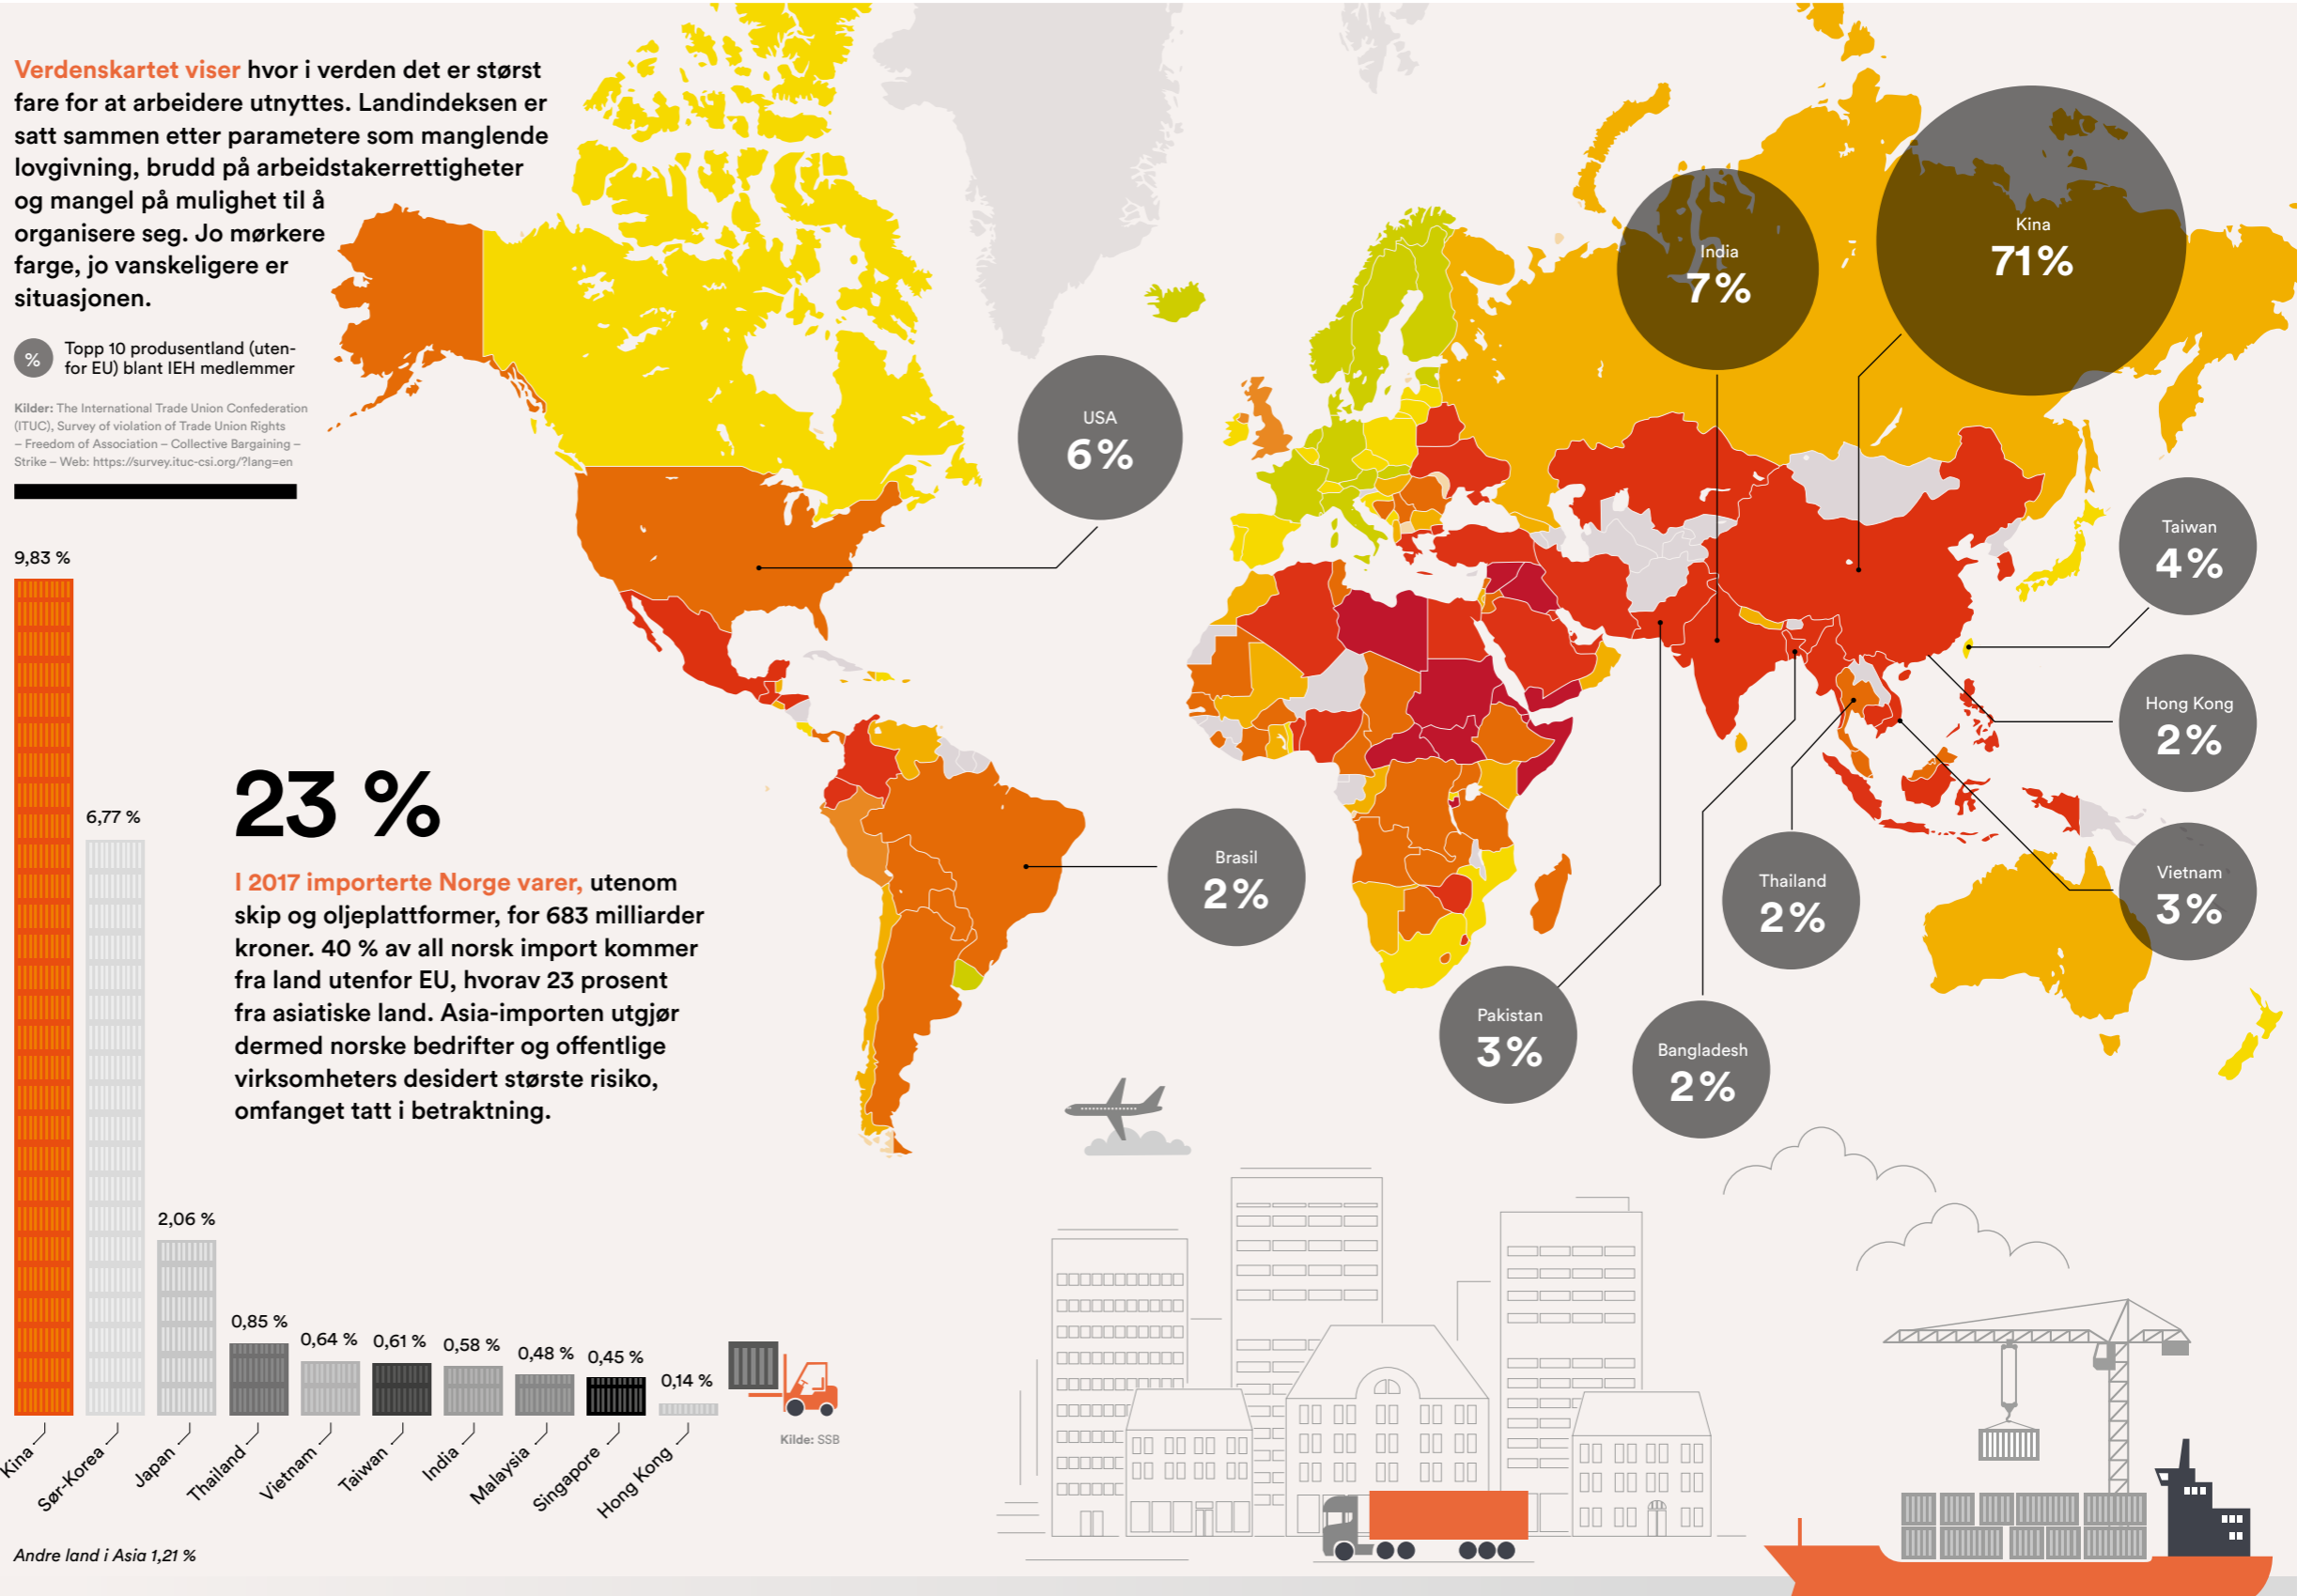 Verdenskartet viser hvor i verden det er størst
fare for at arbeidere utnyttes. Landindeksen er
satt sammen etter parametere som manglende
lovgivning, brudd på arbeidstakerrettigheter
og mangel på mulighet til å
organisere seg. Jo mørkere
farge, jo vanskeligere er
situasjonen.
%
Topp 10 produsentland (uten-
for EU) blant IEH medlemmer
Kilder: The International Trade Union Confederation
(ITUC), Survey of violation of Trade Union Rights
– Freedom of Association – Collective Bargaining –
Strike – Web: https://survey.ituc-csi.org/?lang=en
USA
6%
India
7%
Kina
71%
Taiwan
4%
Hong Kong
2%
Vietnam
3%
Thailand
2%
Bangladesh
2%
Pakistan
3%
Brasil
2%
23 %
I 2017 importerte Norge varer, utenom
skip og oljeplattformer, for 683 milliarder
kroner. 40 % av all norsk import kommer
fra land utenfor EU, hvorav 23 prosent
fra asiatiske land. Asia-importen utgjør
dermed norske bedrifter og offentlige
virksomheters desidert største risiko,
omfanget tatt i betraktning.
9,83 %
6,77 %
2,06 %
0,85 %
0,64 %
0,61 %
0,58 %
0,48 %
0,45 %
0,14 %
Kina
Sør-Korea
Japan
Thailand
Vietnam
Taiwan
India
Malaysia
Singapore
Hong Kong
Kilde: SSB
Andre land i Asia 1,21 %